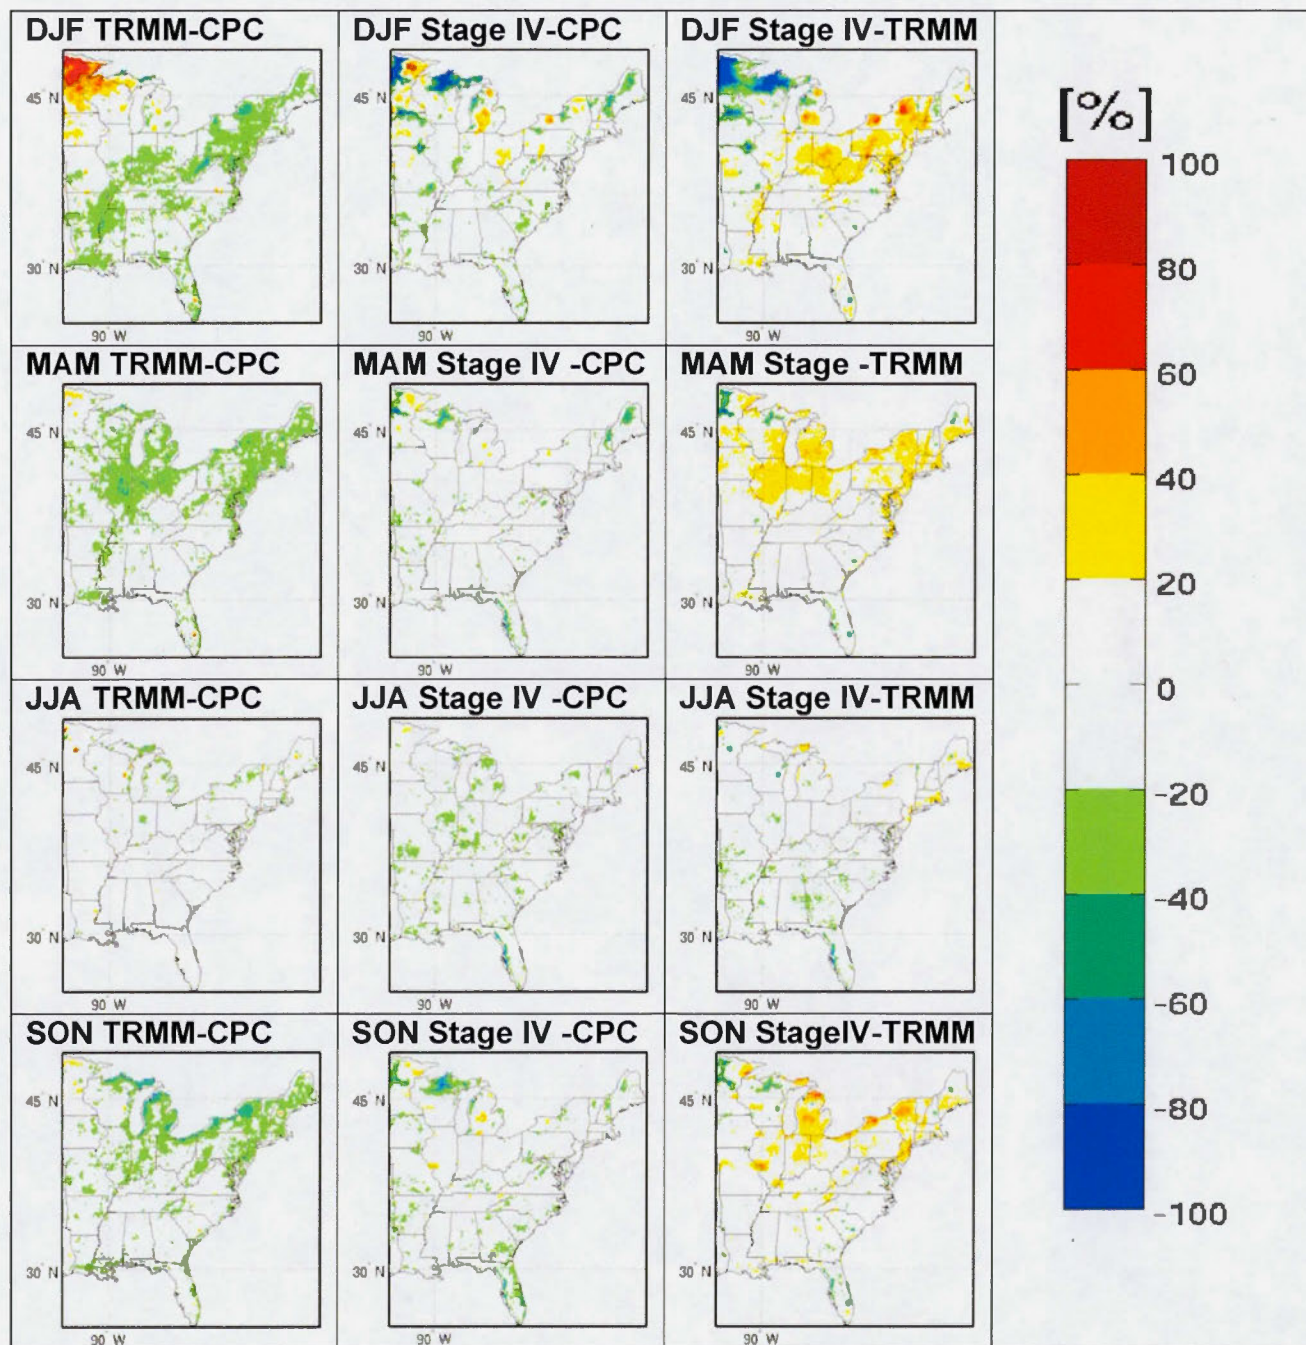 DJF TRMM-CPC
DJF Stage IV-CPC
DJF Stage IV-TRMM
45° N
30° N
90° W
45° N
30° N
90° W
45° N
30° N
90° W
MAM TRMM-CPC
MAM Stage IV -CPC
MAM Stage -TRMM
45° N
30° N
90° W
45° N
30° N
90° W
45° N
30° N
90° W
JJA TRMM-CPC
JJA Stage IV -CPC
JJA Stage IV-TRMM
45° N
30° N
90° W
45° N
30° N
90° W
45° N
30° N
90° W
SON TRMM-CPC
SON Stage IV -CPC
SON StageIV-TRMM
45° N
30° N
90° W
45° N
30° N
90° W
45° N
30° N
90° W
[%]
100
80
60
40
20
0
-20
-40
-60
-80
-100